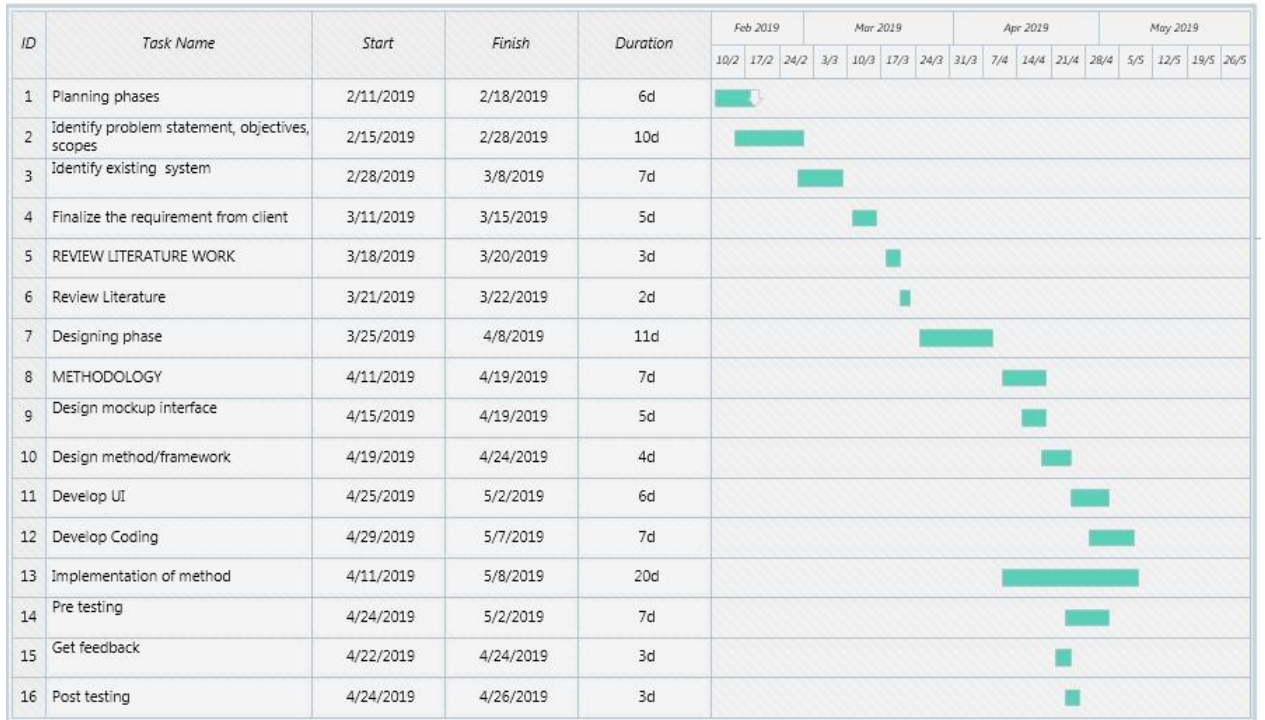 ID Task Name Start Finish Duration Feb 2019 Mar 2019 Apr 2019 May 2019
10/2 17/2 24/2 3/3 10/3 17/3 24/3 31/3 7/4 14/4 21/4 28/4 5/5 12/5 19/5 26/5
1 Planning phases 2/11/2019 2/18/2019 6d
2 Identify problem statement, objectives, 2/15/2019 2/28/2019 10d
scopes
3 Identify existing system 2/28/2019 3/8/2019 7d
4 Finalize the requirement from client 3/11/2019 3/15/2019 5d
5 REVIEW LITERATURE WORK 3/18/2019 3/20/2019 3d
6 Review Literature 3/21/2019 3/22/2019 2d
7 Designing phase 3/25/2019 4/8/2019 11d
8 METHODOLOGY 4/11/2019 4/19/2019 7d
9 Design mockup interface 4/15/2019 4/19/2019 5d
10 Design method/framework 4/19/2019 4/24/2019 4d
11 Develop UI 4/25/2019 5/2/2019 6d
12 Develop Coding 4/29/2019 5/7/2019 7d
13 Implementation of method 4/11/2019 5/8/2019 20d
14 Pre testing 4/24/2019 5/2/2019 7d
15 Get feedback 4/22/2019 4/24/2019 3d
16 Post testing 4/24/2019 4/26/2019 3d